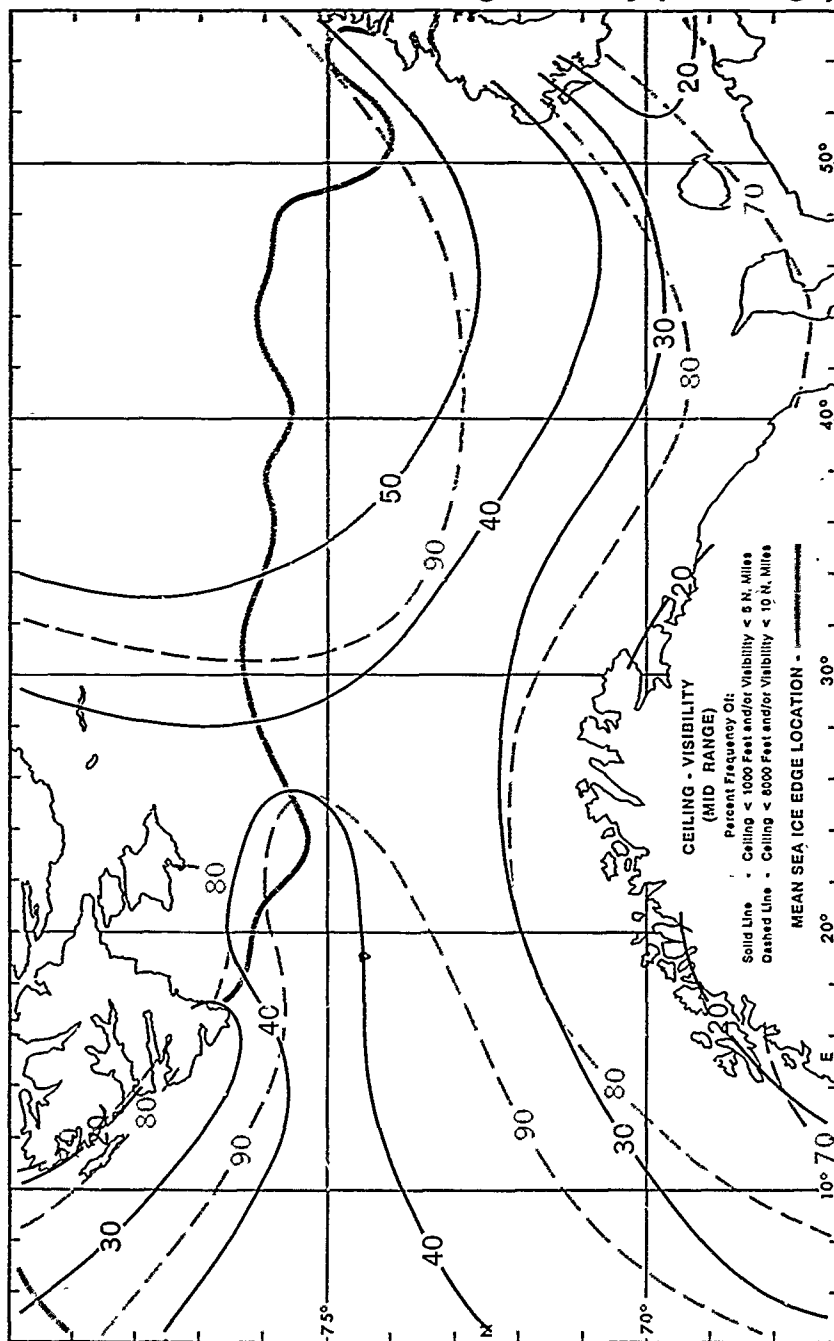 30
80
90
40
80
75°
50
90
40
40
N
90
80
30
30
80
70°
20
20
20
70
CEILING - VISIBILITY
(MID RANGE)
Percent Frequency Of:
Solid Line - Ceiling < 1000 Feet and/or Visibility < 5 N. Miles
Dashed Line - Ceiling < 8000 Feet and/or Visibility < 10 N. Miles
MEAN SEA ICE EDGE LOCATION -
70
10° E 20° 30° 40° 50°